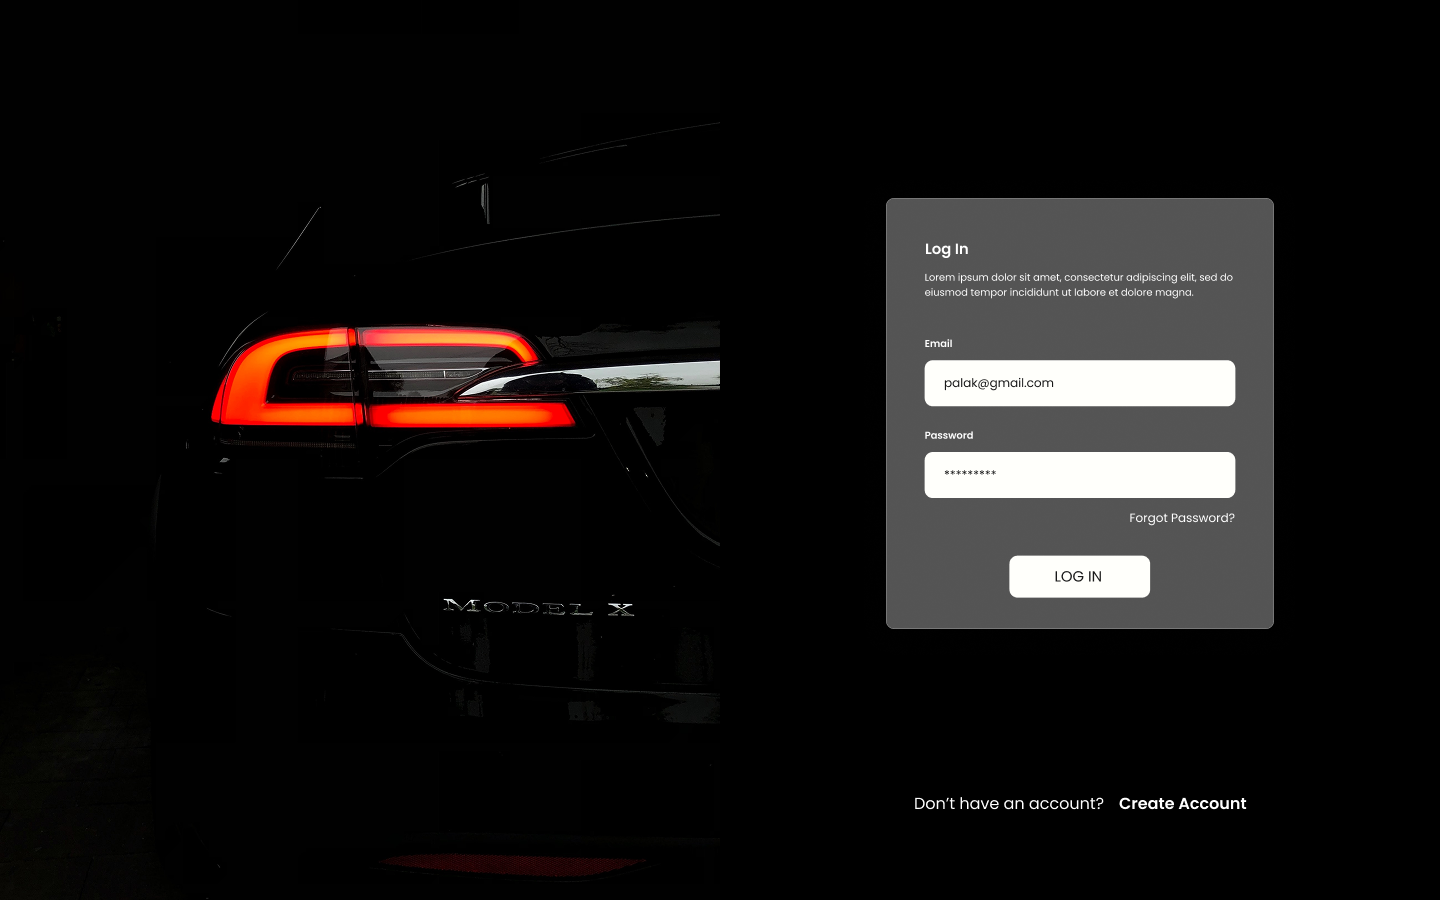 MODEL X
Log In
Lorem ipsum dolor sit amet, consectetur adipiscing elit, sed do
eiusmod tempor incididunt ut labore et dolore magna.
Email
palak@gmail.com
Password
*********
Forgot Password?
LOG IN
Don’t have an account? Create Account